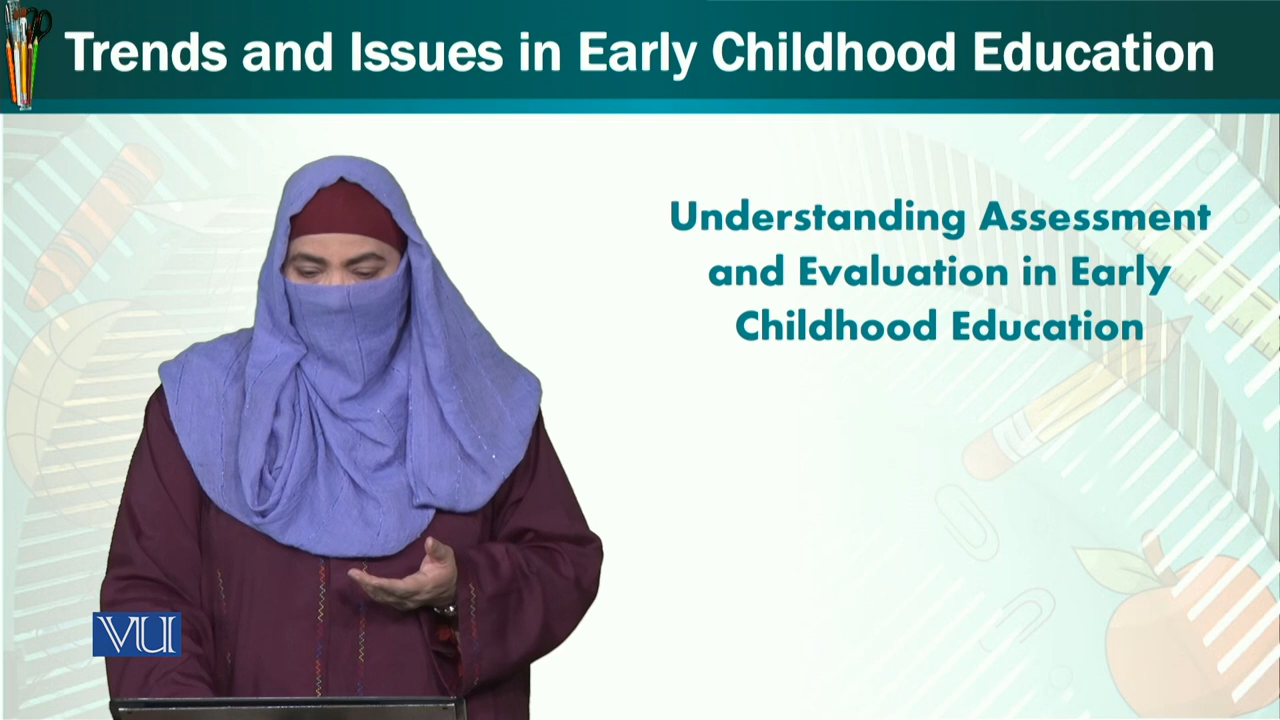 Trends and Issues in Early Childhood Education
Understanding Assessment
and Evaluation in Early
Childhood Education
VU